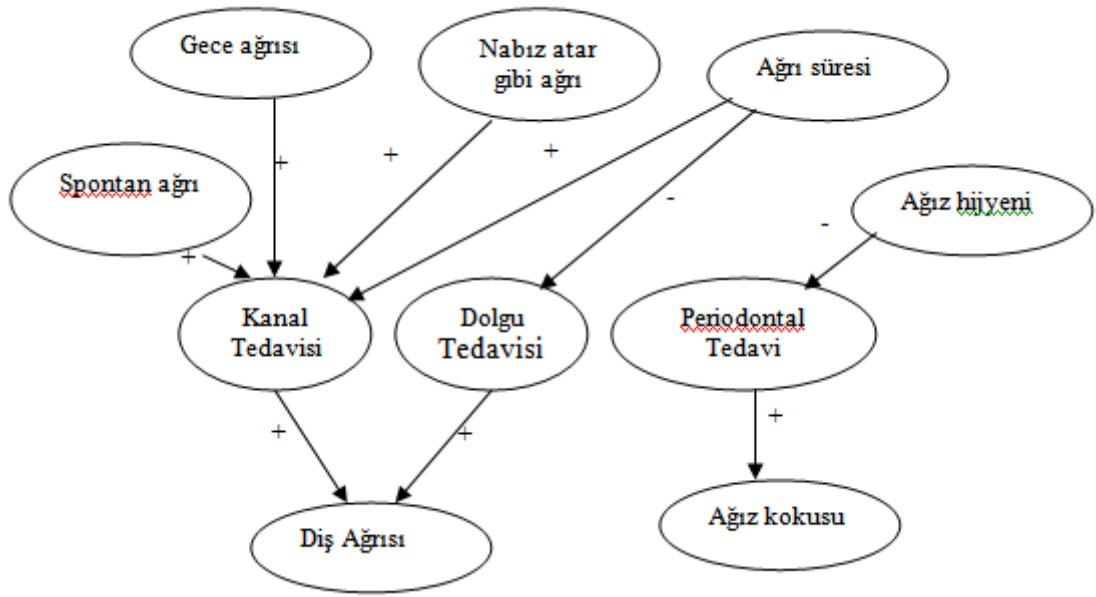 Gece ağrısı
Nabız atar
gibi ağrı
Ağrı süresi
+
+
+
Spontan ağrı
-
Ağız hijyeni
-
+
Kanal
Tedavisi
Dolgu
Tedavisi
Periodontal
Tedavi
+
+
+
Diş Ağrısı
Ağız kokusu